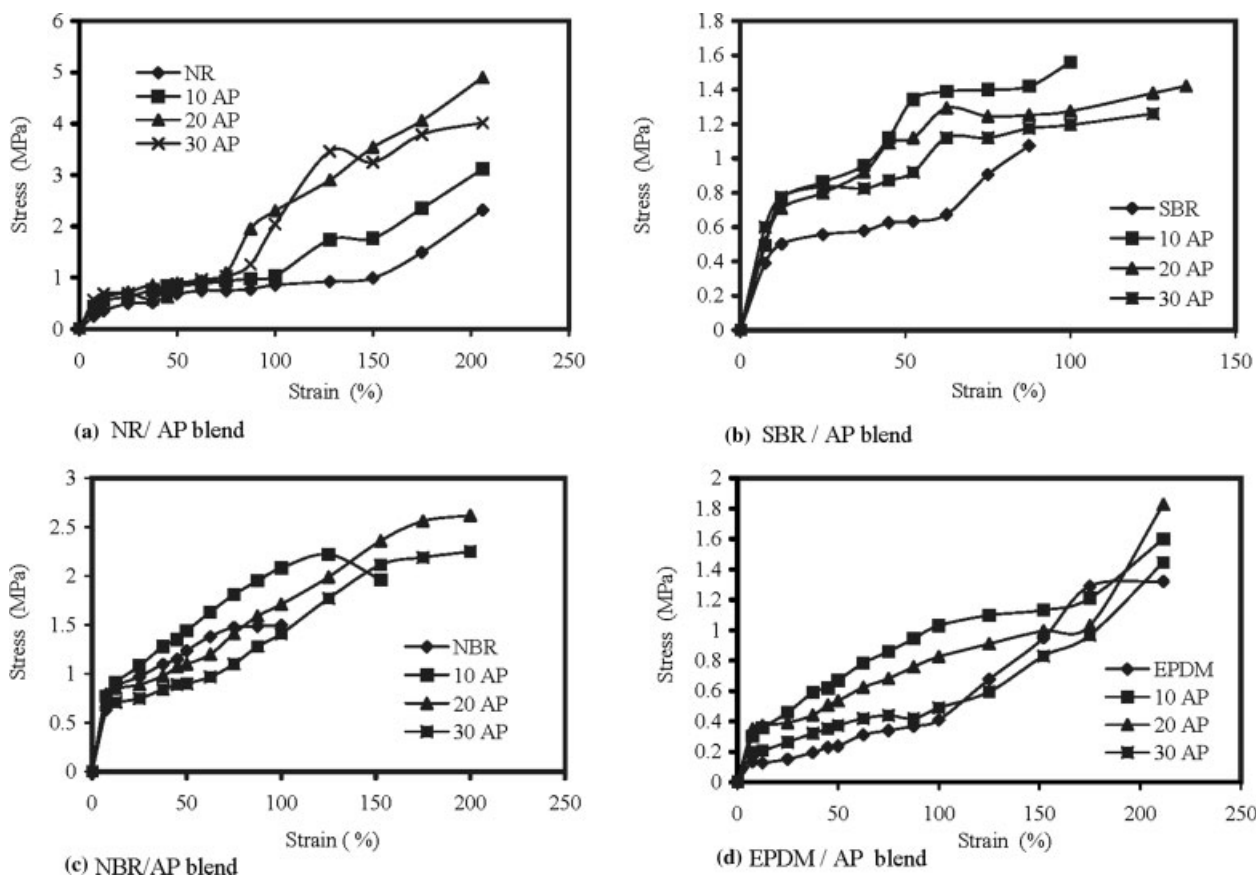 6
5
4
3
2
1
0
Stress (MPa)
NR
10 AP
20 AP
30 AP
0 50 100 150 200 250
Strain (%)
(a) NR/ AP blend
1.8
1.6
1.4
1.2
1
0.8
0.6
0.4
0.2
0
Stress (MPa)
SBR
10 AP
20 AP
30 AP
0 50 100 150
Strain (%)
(b) SBR / AP blend
3
2.5
2
1.5
1
0.5
0
Stress (MPa)
NBR
10 AP
20 AP
30 AP
0 50 100 150 200 250
Strain ( %)
(c) NBR/AP blend
2
1.8
1.6
1.4
1.2
1
0.8
0.6
0.4
0.2
0
Stress (MPa)
EPDM
10 AP
20 AP
30 AP
0 50 100 150 200 250
Strain (%)
(d) EPDM / AP blend